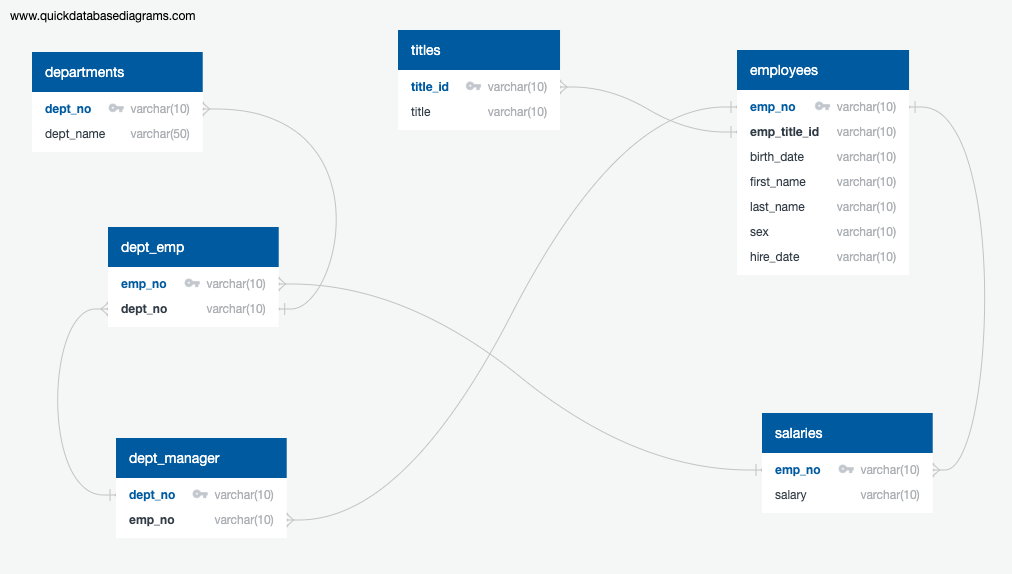 www.quickdatabasediagrams.com
departments
dept_no varchar(10)
dept_name varchar(50)
titles
title_id varchar(10)
title varchar(10)
employees
emp_no varchar(10)
emp_title_id varchar(10)
birth_date varchar(10)
first_name varchar(10)
last_name varchar(10)
sex varchar(10)
hire_date varchar(10)
dept_emp
emp_no varchar(10)
dept_no varchar(10)
dept_manager
dept_no varchar(10)
emp_no varchar(10)
salaries
emp_no varchar(10)
salary varchar(10)